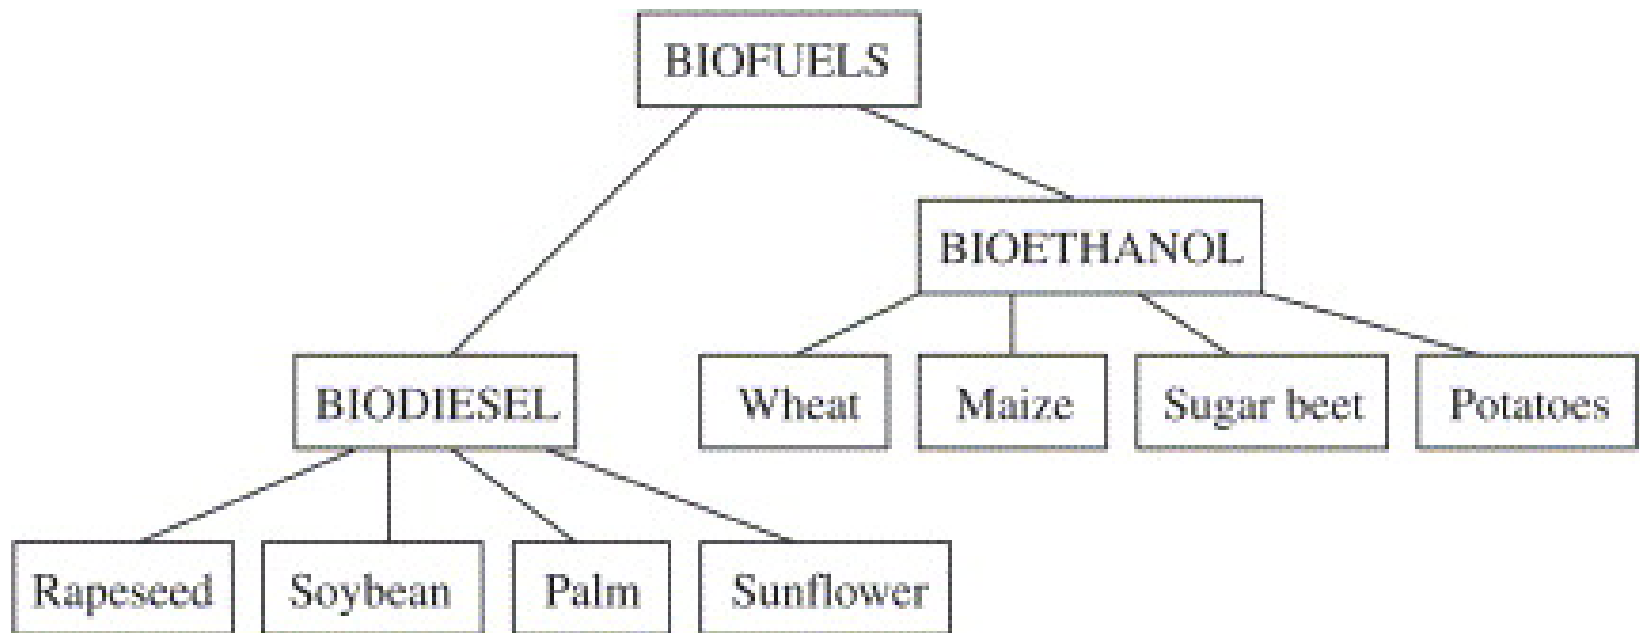 BIOFUELS
BIOETHANOL
BIODIESEL
Wheat
Maize
Sugar beet
Potatoes
Rapeseed
Soybean
Palm
Sunflower